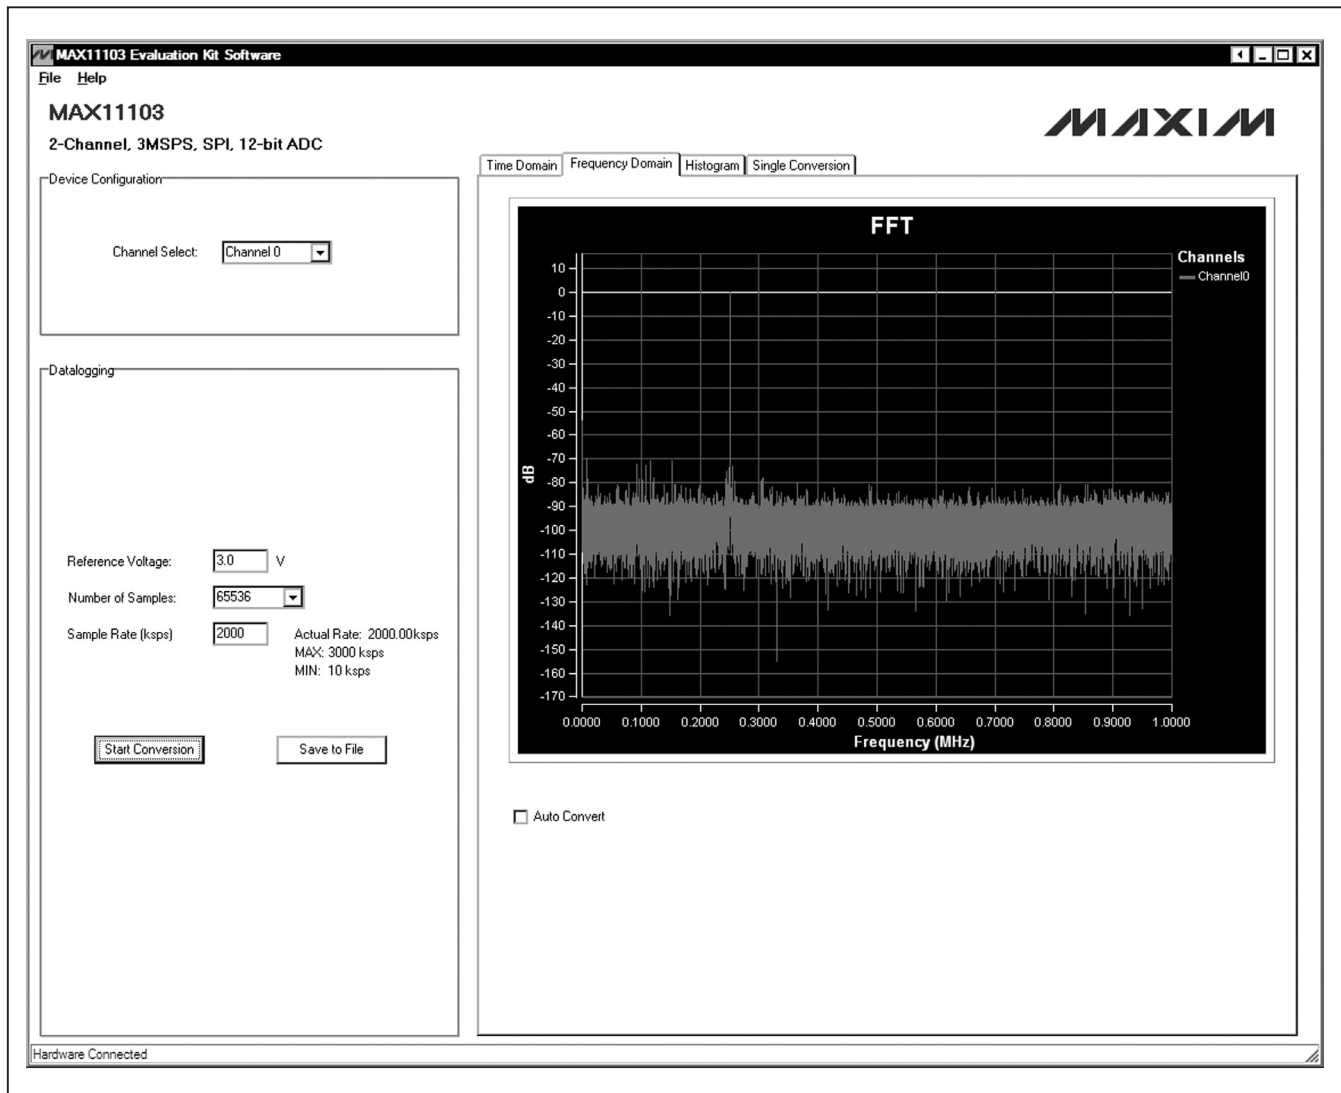 MAX11103 Evaluation Kit Software
File Help
MAX11103
2-Channel, 3MSPS, SPI, 12-bit ADC
MAXIM
Device Configuration
Channel Select: Channel 0
Datalogging
Reference Voltage: 3.0 V
Number of Samples: 65536
Sample Rate (ksps) 2000 Actual Rate: 2000.00ksps
MAX: 3000 ksps
MIN: 10 ksps
Start Conversion Save to File
Time Domain Frequency Domain Histogram Single Conversion
FFT
Channels
Channel0
dB
10
0
-10
-20
-30
-40
-50
-60
-70
-80
-90
-100
-110
-120
-130
-140
-150
-160
-170
0.0000 0.1000 0.2000 0.3000 0.4000 0.5000 0.6000 0.7000 0.8000 0.9000 1.0000
Frequency (MHz)
Auto Convert
Hardware Connected